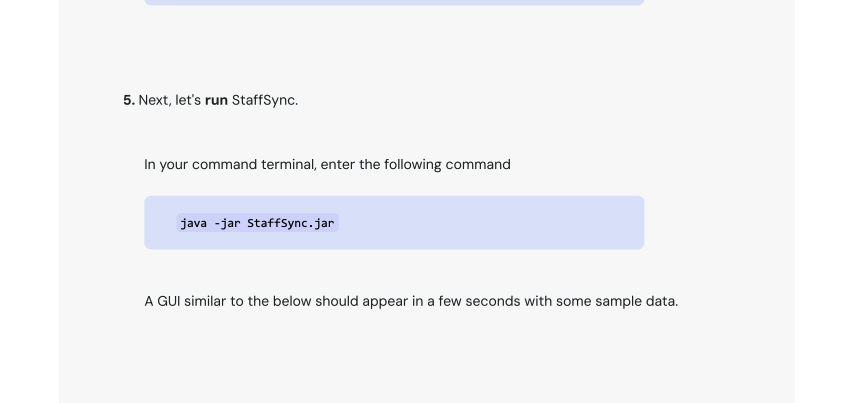 5. Next, let's run StaffSync.
In your command terminal, enter the following command
java -jar StaffSync.jar
A GUI similar to the below should appear in a few seconds with some sample data.